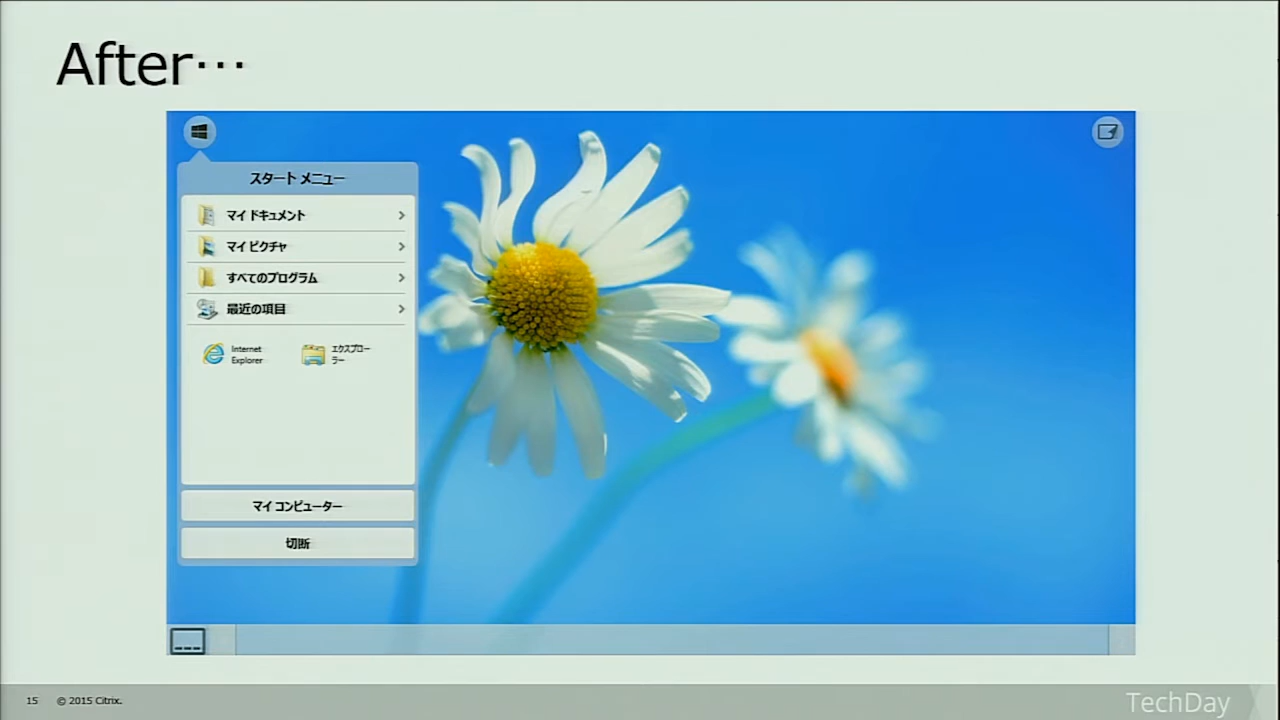 After…
スタート メニュー
マイ ドキュメント
マイ ピクチャ
すべてのプログラム
最近の項目
Internet
Explorer
エクスプロー
ラー
マイ コンピューター
切断
15 © 2015 Citrix.
TechDay